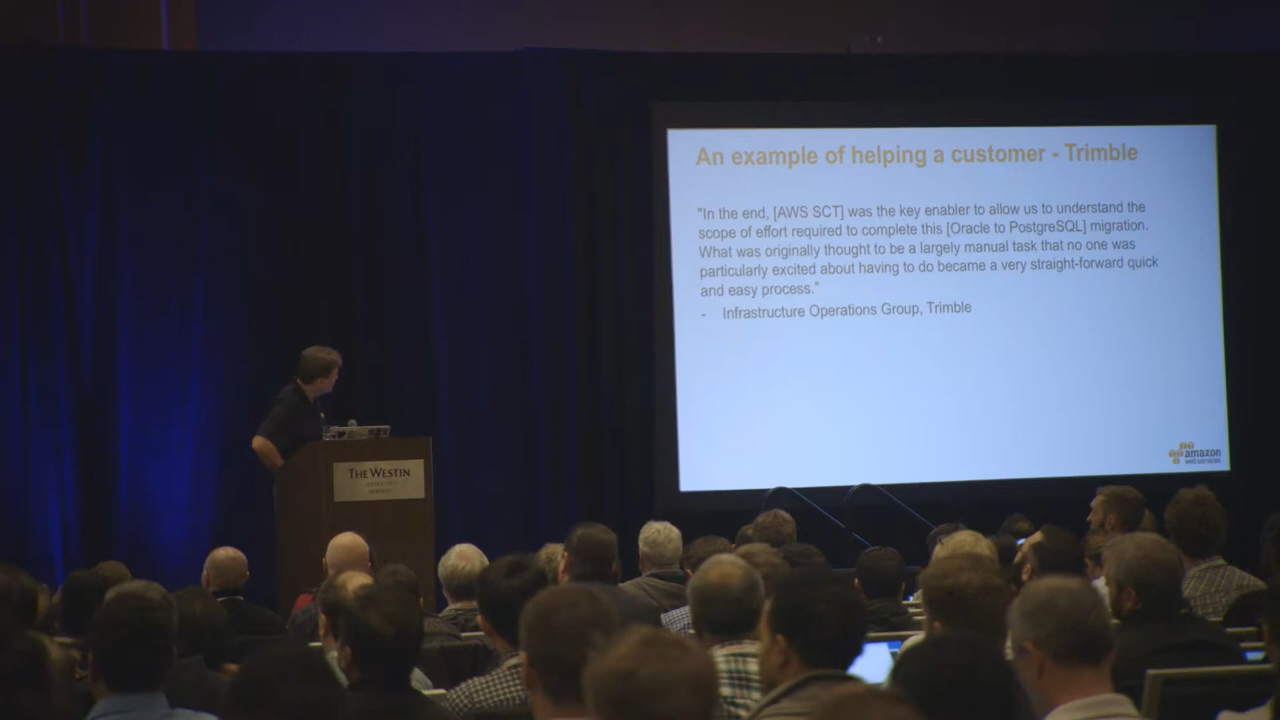 An example of helping a customer - Trimble
"In the end, [AWS SCT] was the key enabler to allow us to understand the
scope of effort required to complete this [Oracle to PostgreSQL] migration.
What was originally thought to be a largely manual task that no one was
particularly excited about having to do became a very straight-forward quick
and easy process."
- Infrastructure Operations Group, Trimble
amazon
web services
THE WESTIN